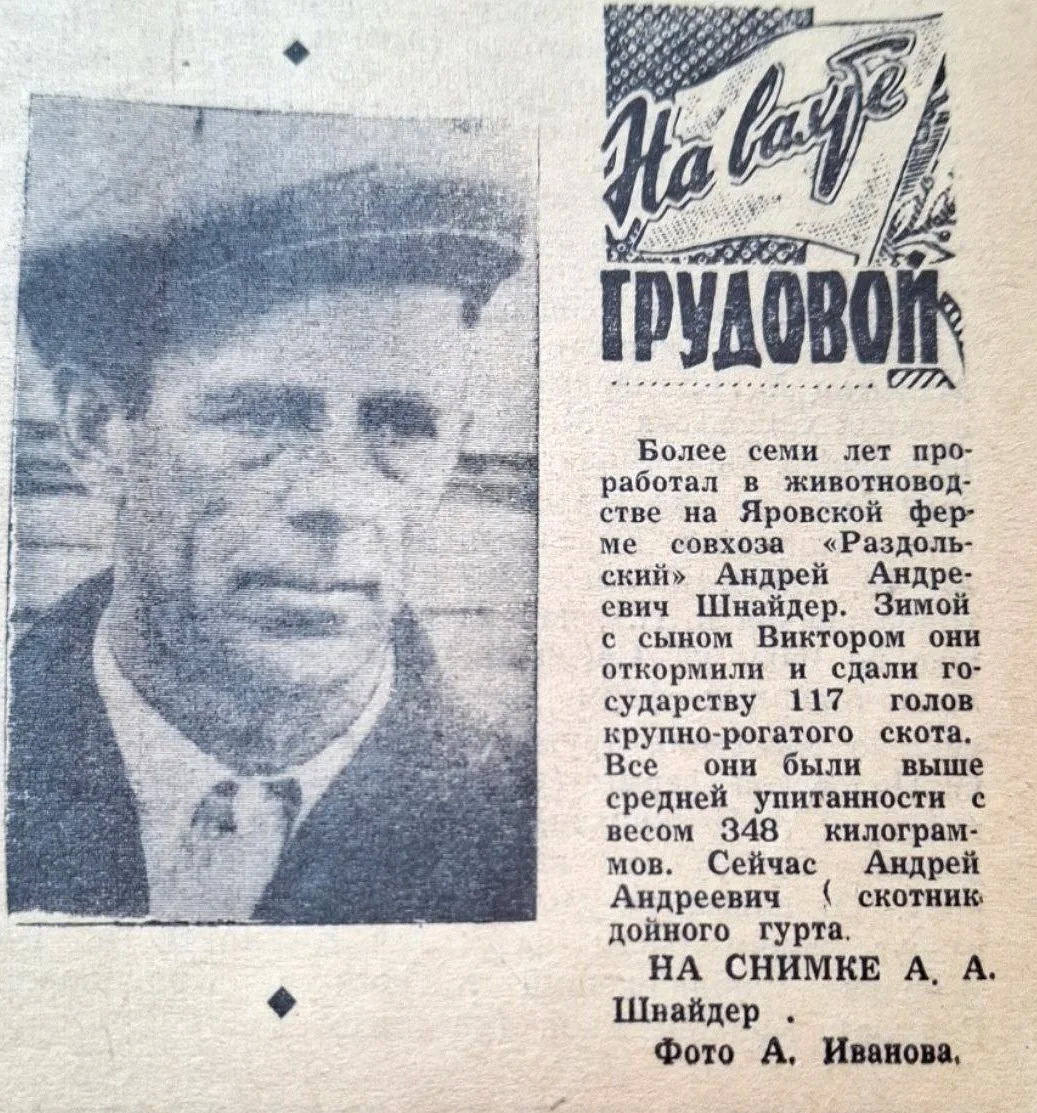 На вахте
ТРУДОВОЙ
Более семи лет про-
работал в животновод-
стве на Яровской фер-
ме совхоза «Раздоль-
ский» Андрей Андре-
евич Шнайдер. Зимой
с сыном Виктором они
откормили и сдали го-
сударству 117 голов
крупно-рогатого скота.
Все они были выше
средней упитанности с
весом 348 килограм-
мов. Сейчас Андрей
Андреевич скотник
дойного гурта.
НА СНИМКЕ А. А.
Шнайдер .
Фото А. Иванова.